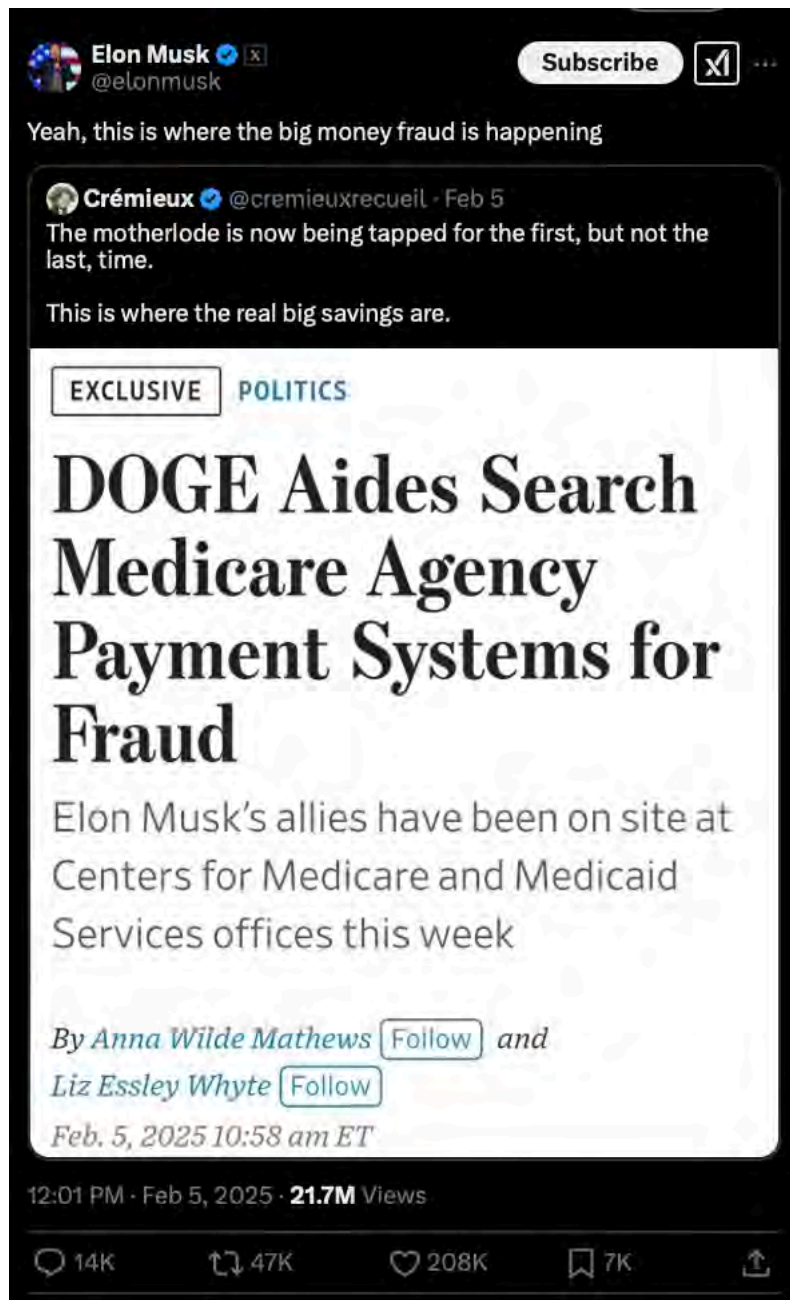 Elon Musk
@elonmusk
Subscribe
Yeah, this is where the big money fraud is happening
Crémieux @cremieuxrecueil · Feb 5
The motherlode is now being tapped for the first, but not the
last, time.
This is where the real big savings are.
EXCLUSIVE POLITICS
DOGE Aides Search
Medicare Agency
Payment Systems for
Fraud
Elon Musk's allies have been on site at
Centers for Medicare and Medicaid
Services offices this week
By Anna Wilde Mathews Follow and
Liz Essley Whyte Follow
Feb. 5, 2025 10:58 am ET
12:01 PM · Feb 5, 2025 · 21.7M Views
14K 47K 208K 7K